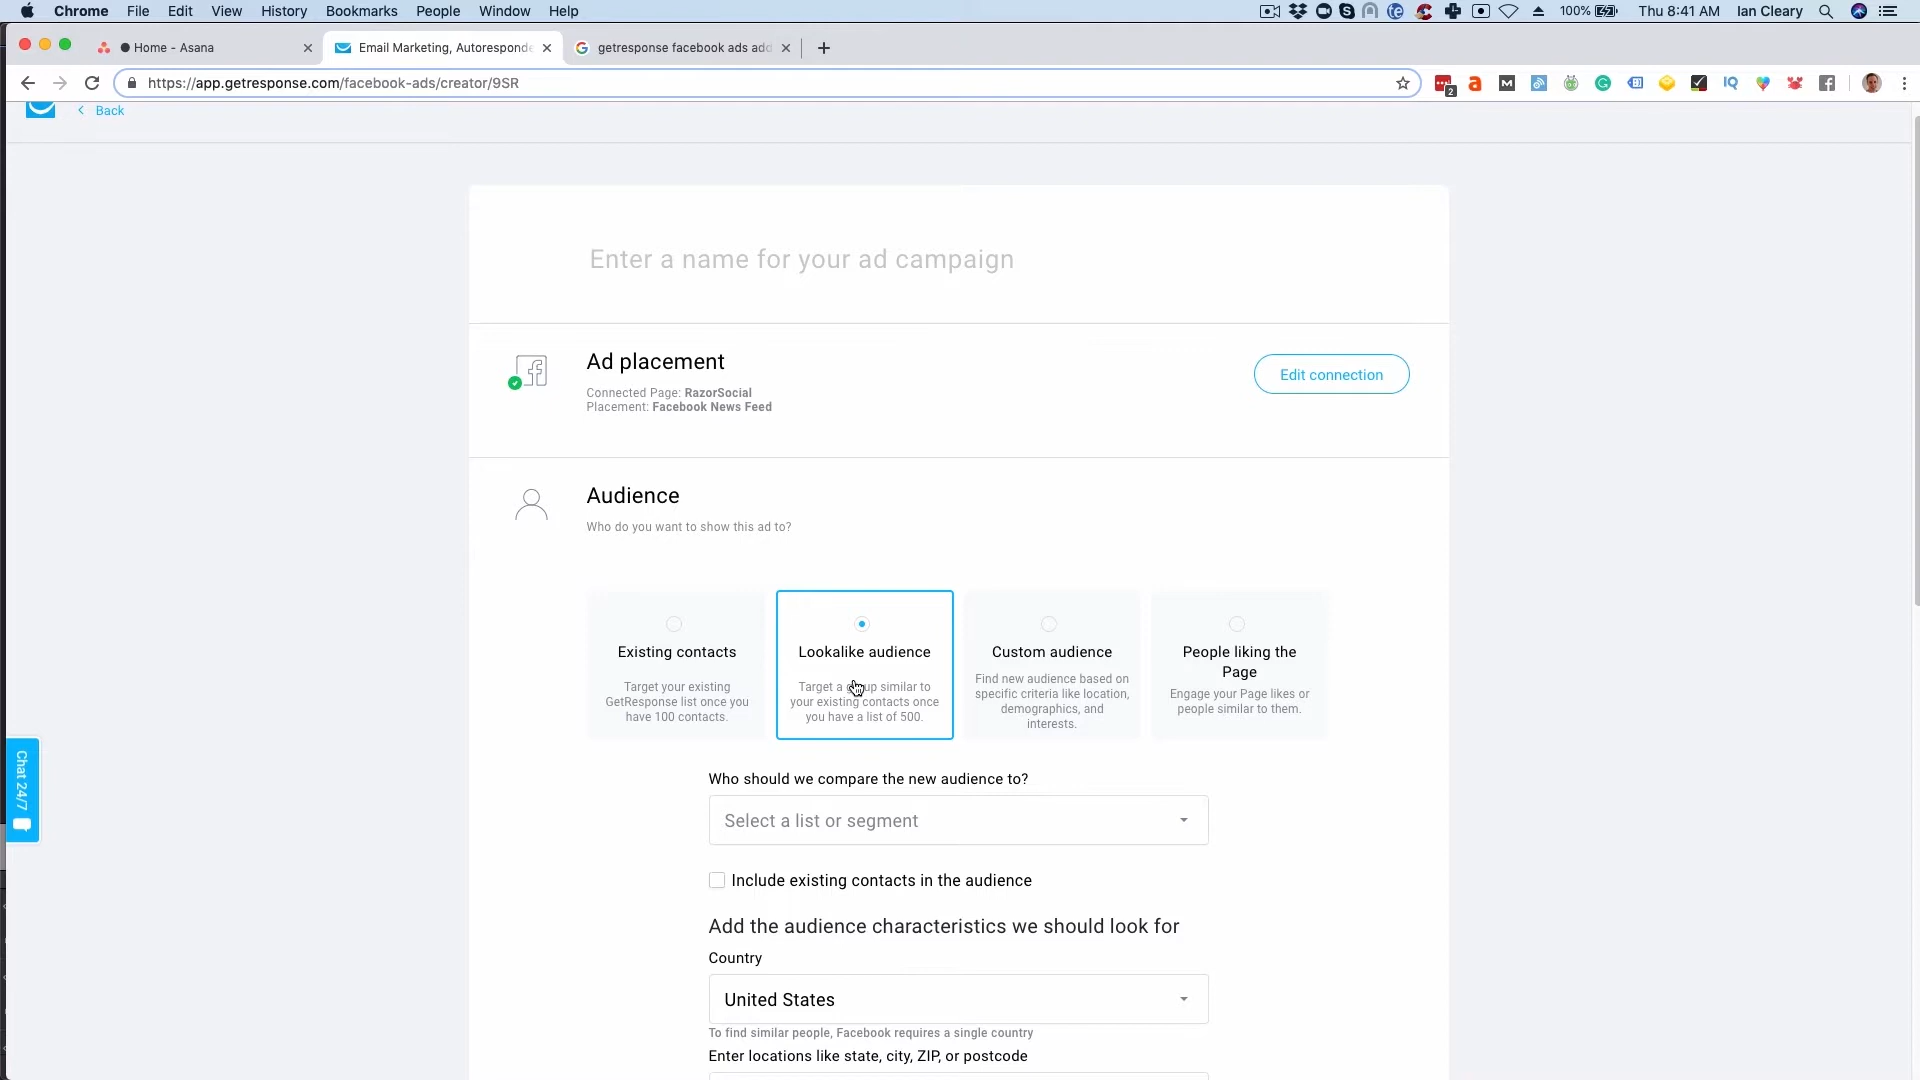 Chrome File Edit View History Bookmarks People Window Help 100% Thu 8:41 AM Ian Cleary
Home - Asana
Email Marketing, Autoresponde
getresponse facebook ads add
https://app.getresponse.com/facebook-ads/creator/9SR
2
Back
Enter a name for your ad campaign
Ad placement
Connected Page: RazorSocial
Placement: Facebook News Feed
Edit connection
Audience
Who do you want to show this ad to?
Existing contacts
Target your existing
GetResponse list once you
have 100 contacts.
Lookalike audience
Target a group similar to
your existing contacts once
you have a list of 500.
Custom audience
Find new audience based on
specific criteria like location,
demographics, and
interests.
People liking the
Page
Engage your Page likes or
people similar to them.
Chat 24/7
Who should we compare the new audience to?
Select a list or segment
Include existing contacts in the audience
Add the audience characteristics we should look for
Country
United States
To find similar people, Facebook requires a single country
Enter locations like state, city, ZIP, or postcode